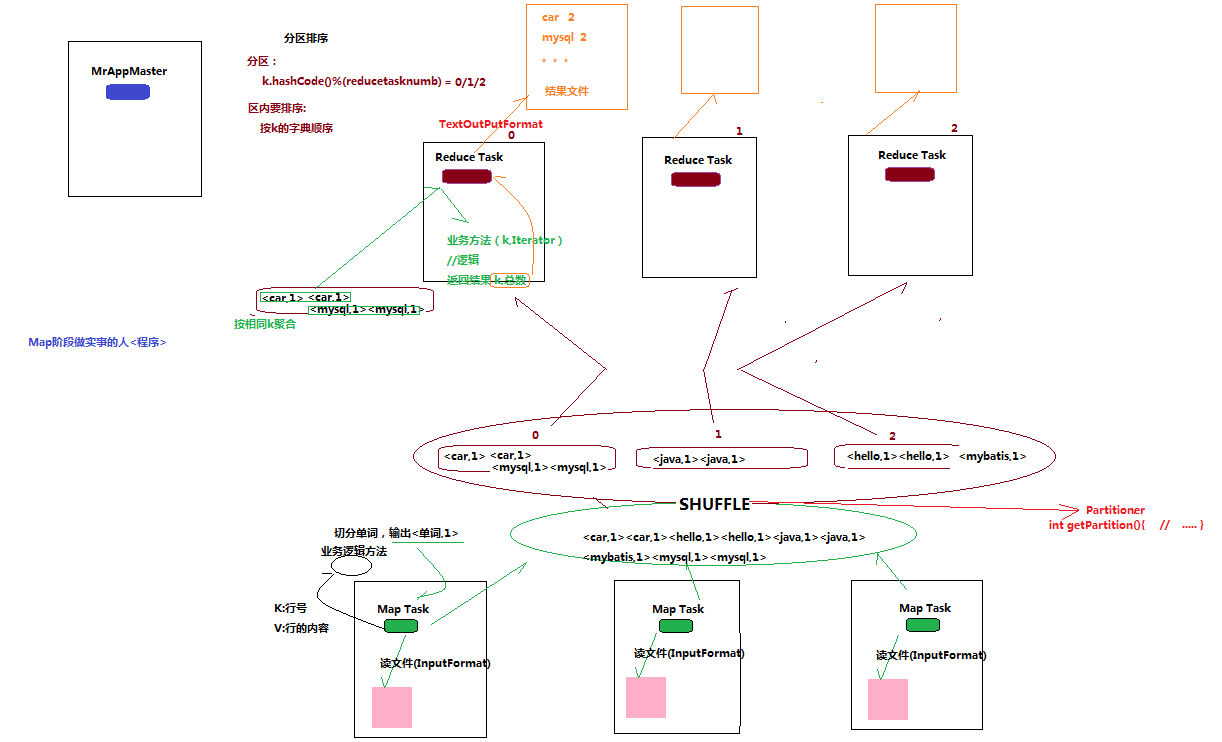 MrAppMaster
分区排序
分区：
k.hashCode()%(reducetasknumb) = 0/1/2
区内要排序:
按k的字典顺序
car 2
mysql 2
。。。
结果文件
TextOutPutFormat
0
Reduce Task
业务方法（k,Iterator）
//逻辑
返回结果 k,总数
1
Reduce Task
2
Reduce Task
<car,1> <car,1>
<mysql,1><mysql,1>
按相同k聚合
Map阶段做实事的人<程序>
0
<car,1> <car,1>
<mysql,1><mysql,1>
1
<java,1><java,1>
2
<hello,1><hello,1> <mybatis,1>
SHUFFLE
Partitioner
int getPartition(){ // ..... }
<car,1><car,1><hello,1><hello,1><java,1><java,1>
<mybatis,1><mysql,1><mysql,1>
切分单词，输出<单词,1>
业务逻辑方法
K:行号
V:行的内容
Map Task
读文件(InputFormat)
Map Task
读文件(InputFormat)
Map Task
读文件(InputFormat)